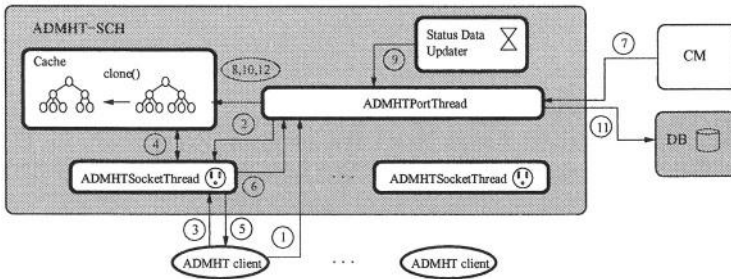 ADMHT-SCH
Cache
clone()
8,10,12
Status Data
Updater
9
7
CM
ADMHTPortThread
2
11
DB
4
ADMHTSocketThread
6
. . .
ADMHTSocketThread
3
5
1
ADMHT client
. . .
ADMHT client